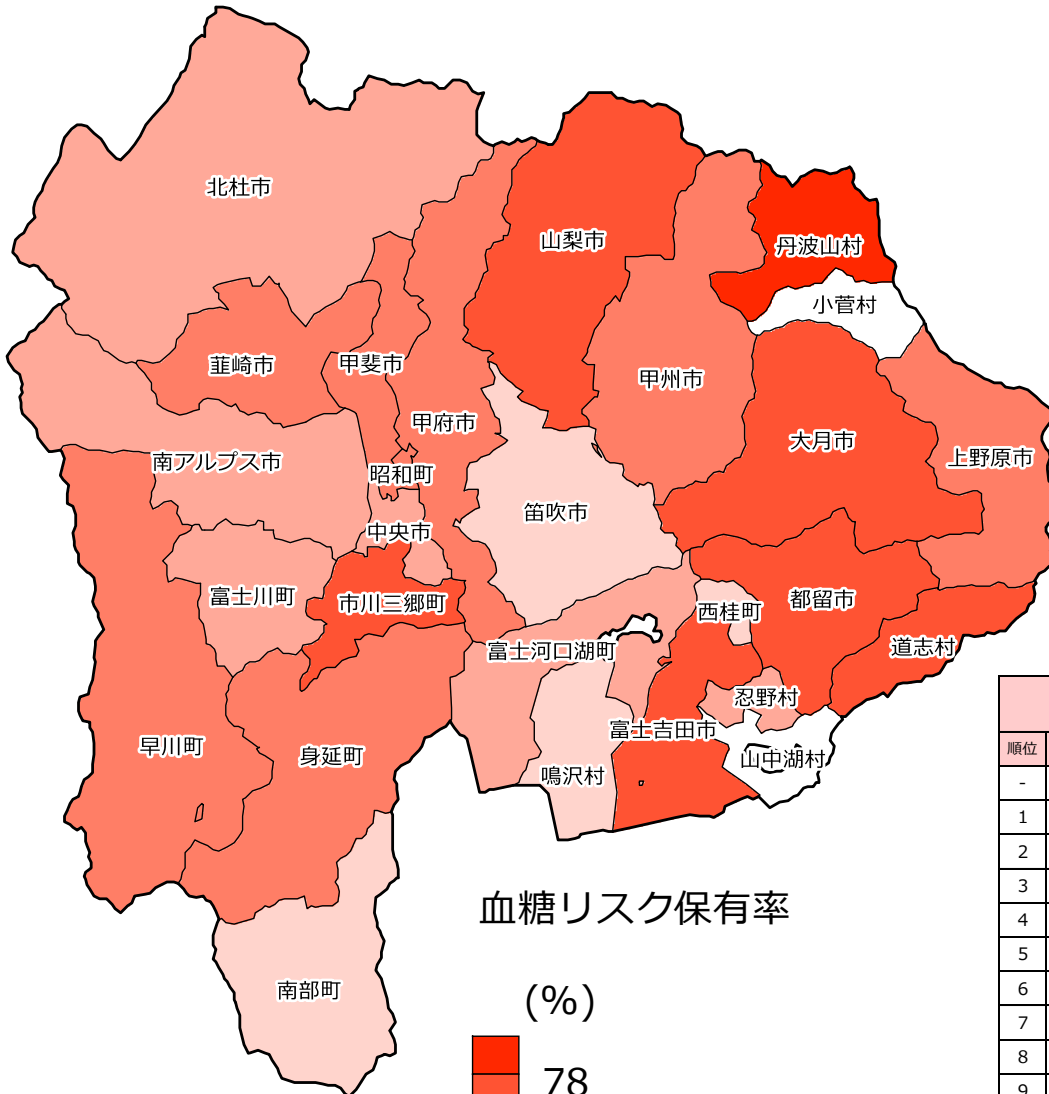 北杜市
山梨市
丹波山村
小菅村
韮崎市
甲斐市
甲州市
甲府市
大月市
上野原市
南アルプス市
昭和町
笛吹市
中央市
富士川町
市川三郷町
西桂町
都留市
富士河口湖町
道志村
忍野村
早川町
身延町
富士吉田市
山中湖村
鳴沢村
南部町
血糖リスク保有率
(%)
78
順位
-
1
2
3
4
5
6
7
8
9